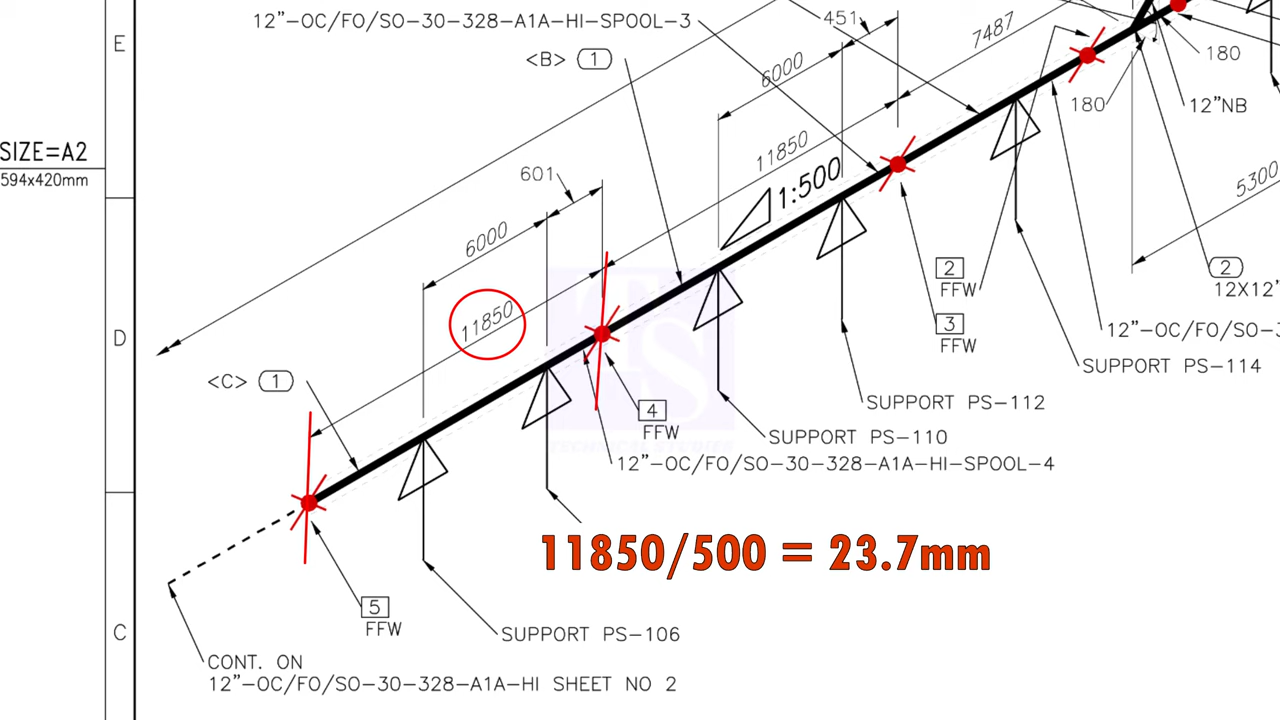 E
12”-OC/FO/SO-30-328-A1A-HI-SPOOL-3
451
7487
<B> 1
6000
180
180
12”NB
SIZE=A2
594x420mm
11850
1:500
601
5300
6000
2
FFW
2
12X12”
11850
3
FFW
12”-OC/FO/SO-3
D
SUPPORT PS-114
<C> 1
4
FFW
SUPPORT PS-112
SUPPORT PS-110
TECHNICAL STUDIES
12”-OC/FO/SO-30-328-A1A-HI-SPOOL-4
11850/500 = 23.7mm
5
FFW
C
SUPPORT PS-106
CONT. ON
12”-OC/FO/SO-30-328-A1A-HI SHEET NO 2